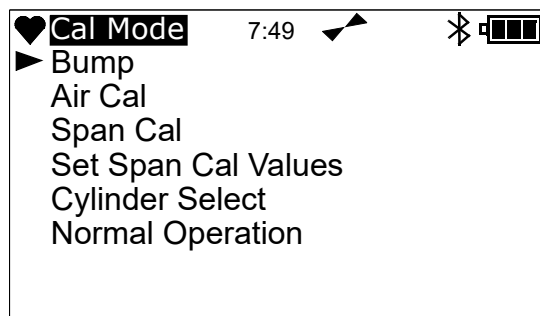 Cal Mode 7:49
Bump
Air Cal
Span Cal
Set Span Cal Values
Cylinder Select
Normal Operation